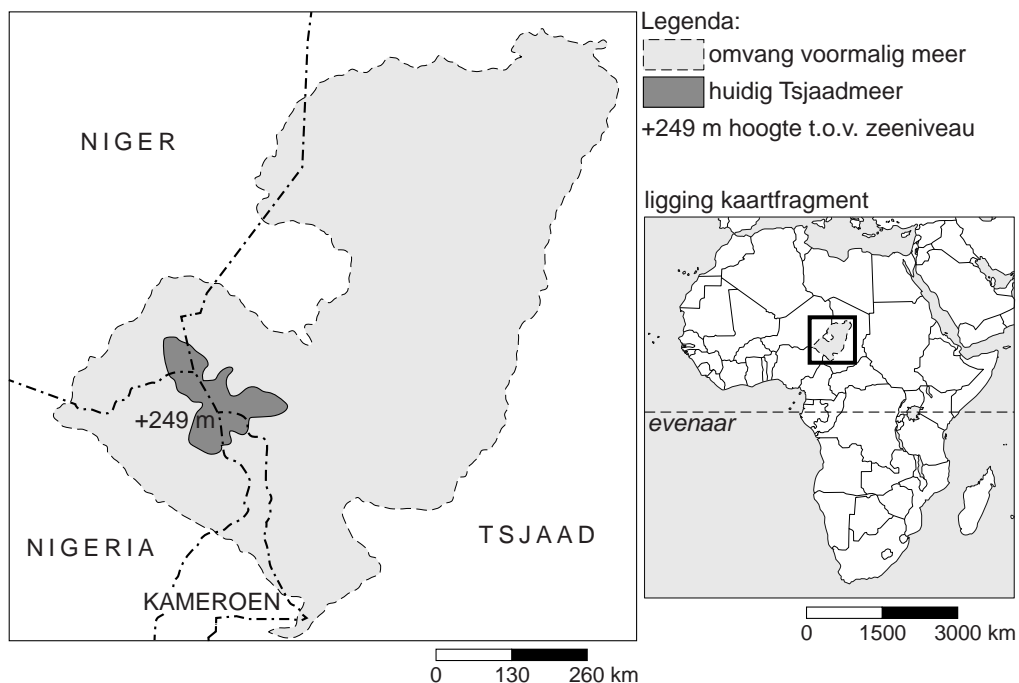 NIGER
+249 m
NIGERIA
TSJAAD
KAMEROEN
0 130 260 km
Legenda:
omvang voormalig meer
huidig Tsjaadmeer
+249 m hoogte t.o.v. zeeniveau
ligging kaartfragment
evenaar
0 1500 3000 km